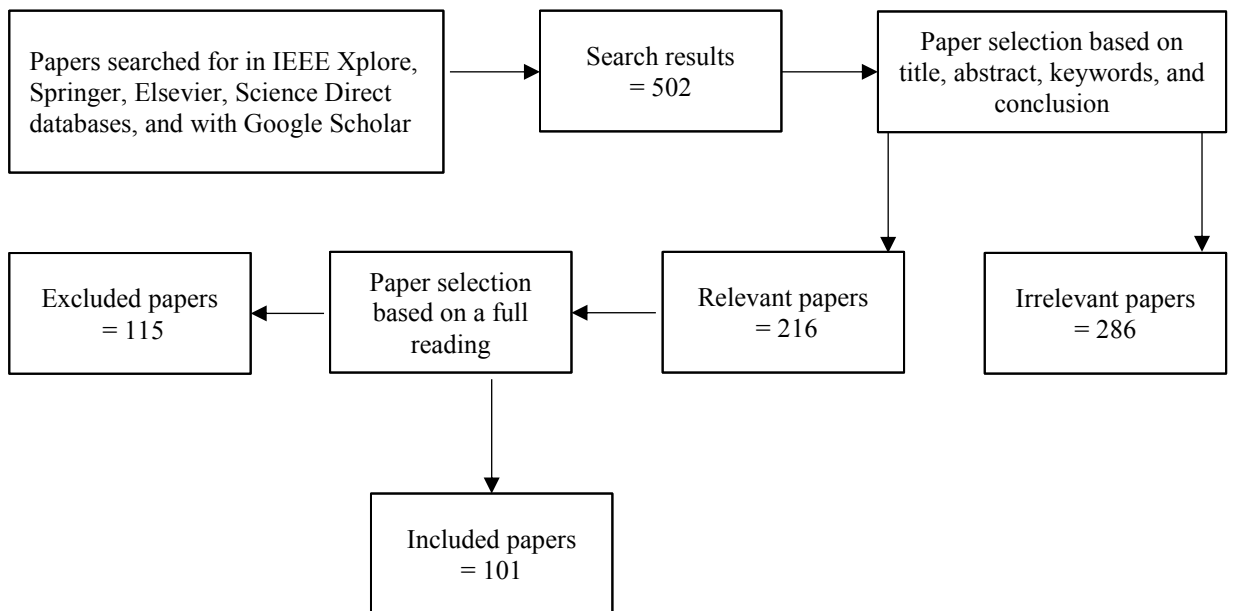 Papers searched for in IEEE Xplore,
Springer, Elsevier, Science Direct
databases, and with Google Scholar
Search results
= 502
Paper selection based on
title, abstract, keywords, and
conclusion
Excluded papers
= 115
Paper selection
based on a full
reading
Relevant papers
= 216
Irrelevant papers
= 286
Included papers
= 101